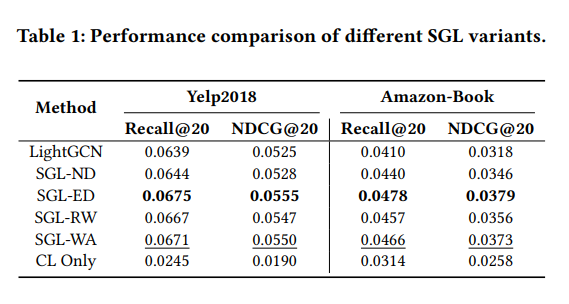 Table 1: Performance comparison of different SGL variants.
Method Yelp2018 Amazon-Book
Recall@20 NDCG@20 Recall@20 NDCG@20
LightGCN 0.0639 0.0525 0.0410 0.0318
SGL-ND 0.0644 0.0528 0.0440 0.0346
SGL-ED 0.0675 0.0555 0.0478 0.0379
SGL-RW 0.0667 0.0547 0.0457 0.0356
SGL-WA 0.0671 0.0550 0.0466 0.0373
CL Only 0.0245 0.0190 0.0314 0.0258